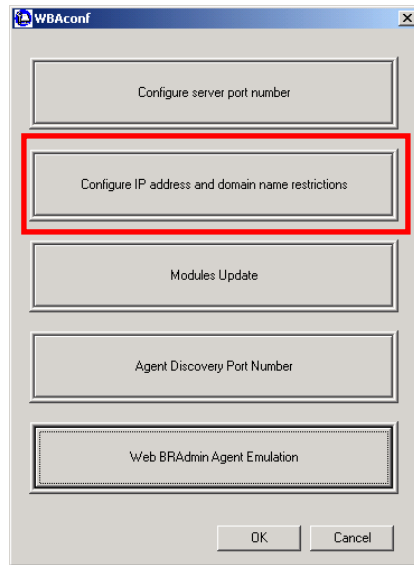 WBAconf
Configure server port number
Configure IP address and domain name restrictions
Modules Update
Agent Discovery Port Number
Web BRAdmin Agent Emulation
OK Cancel